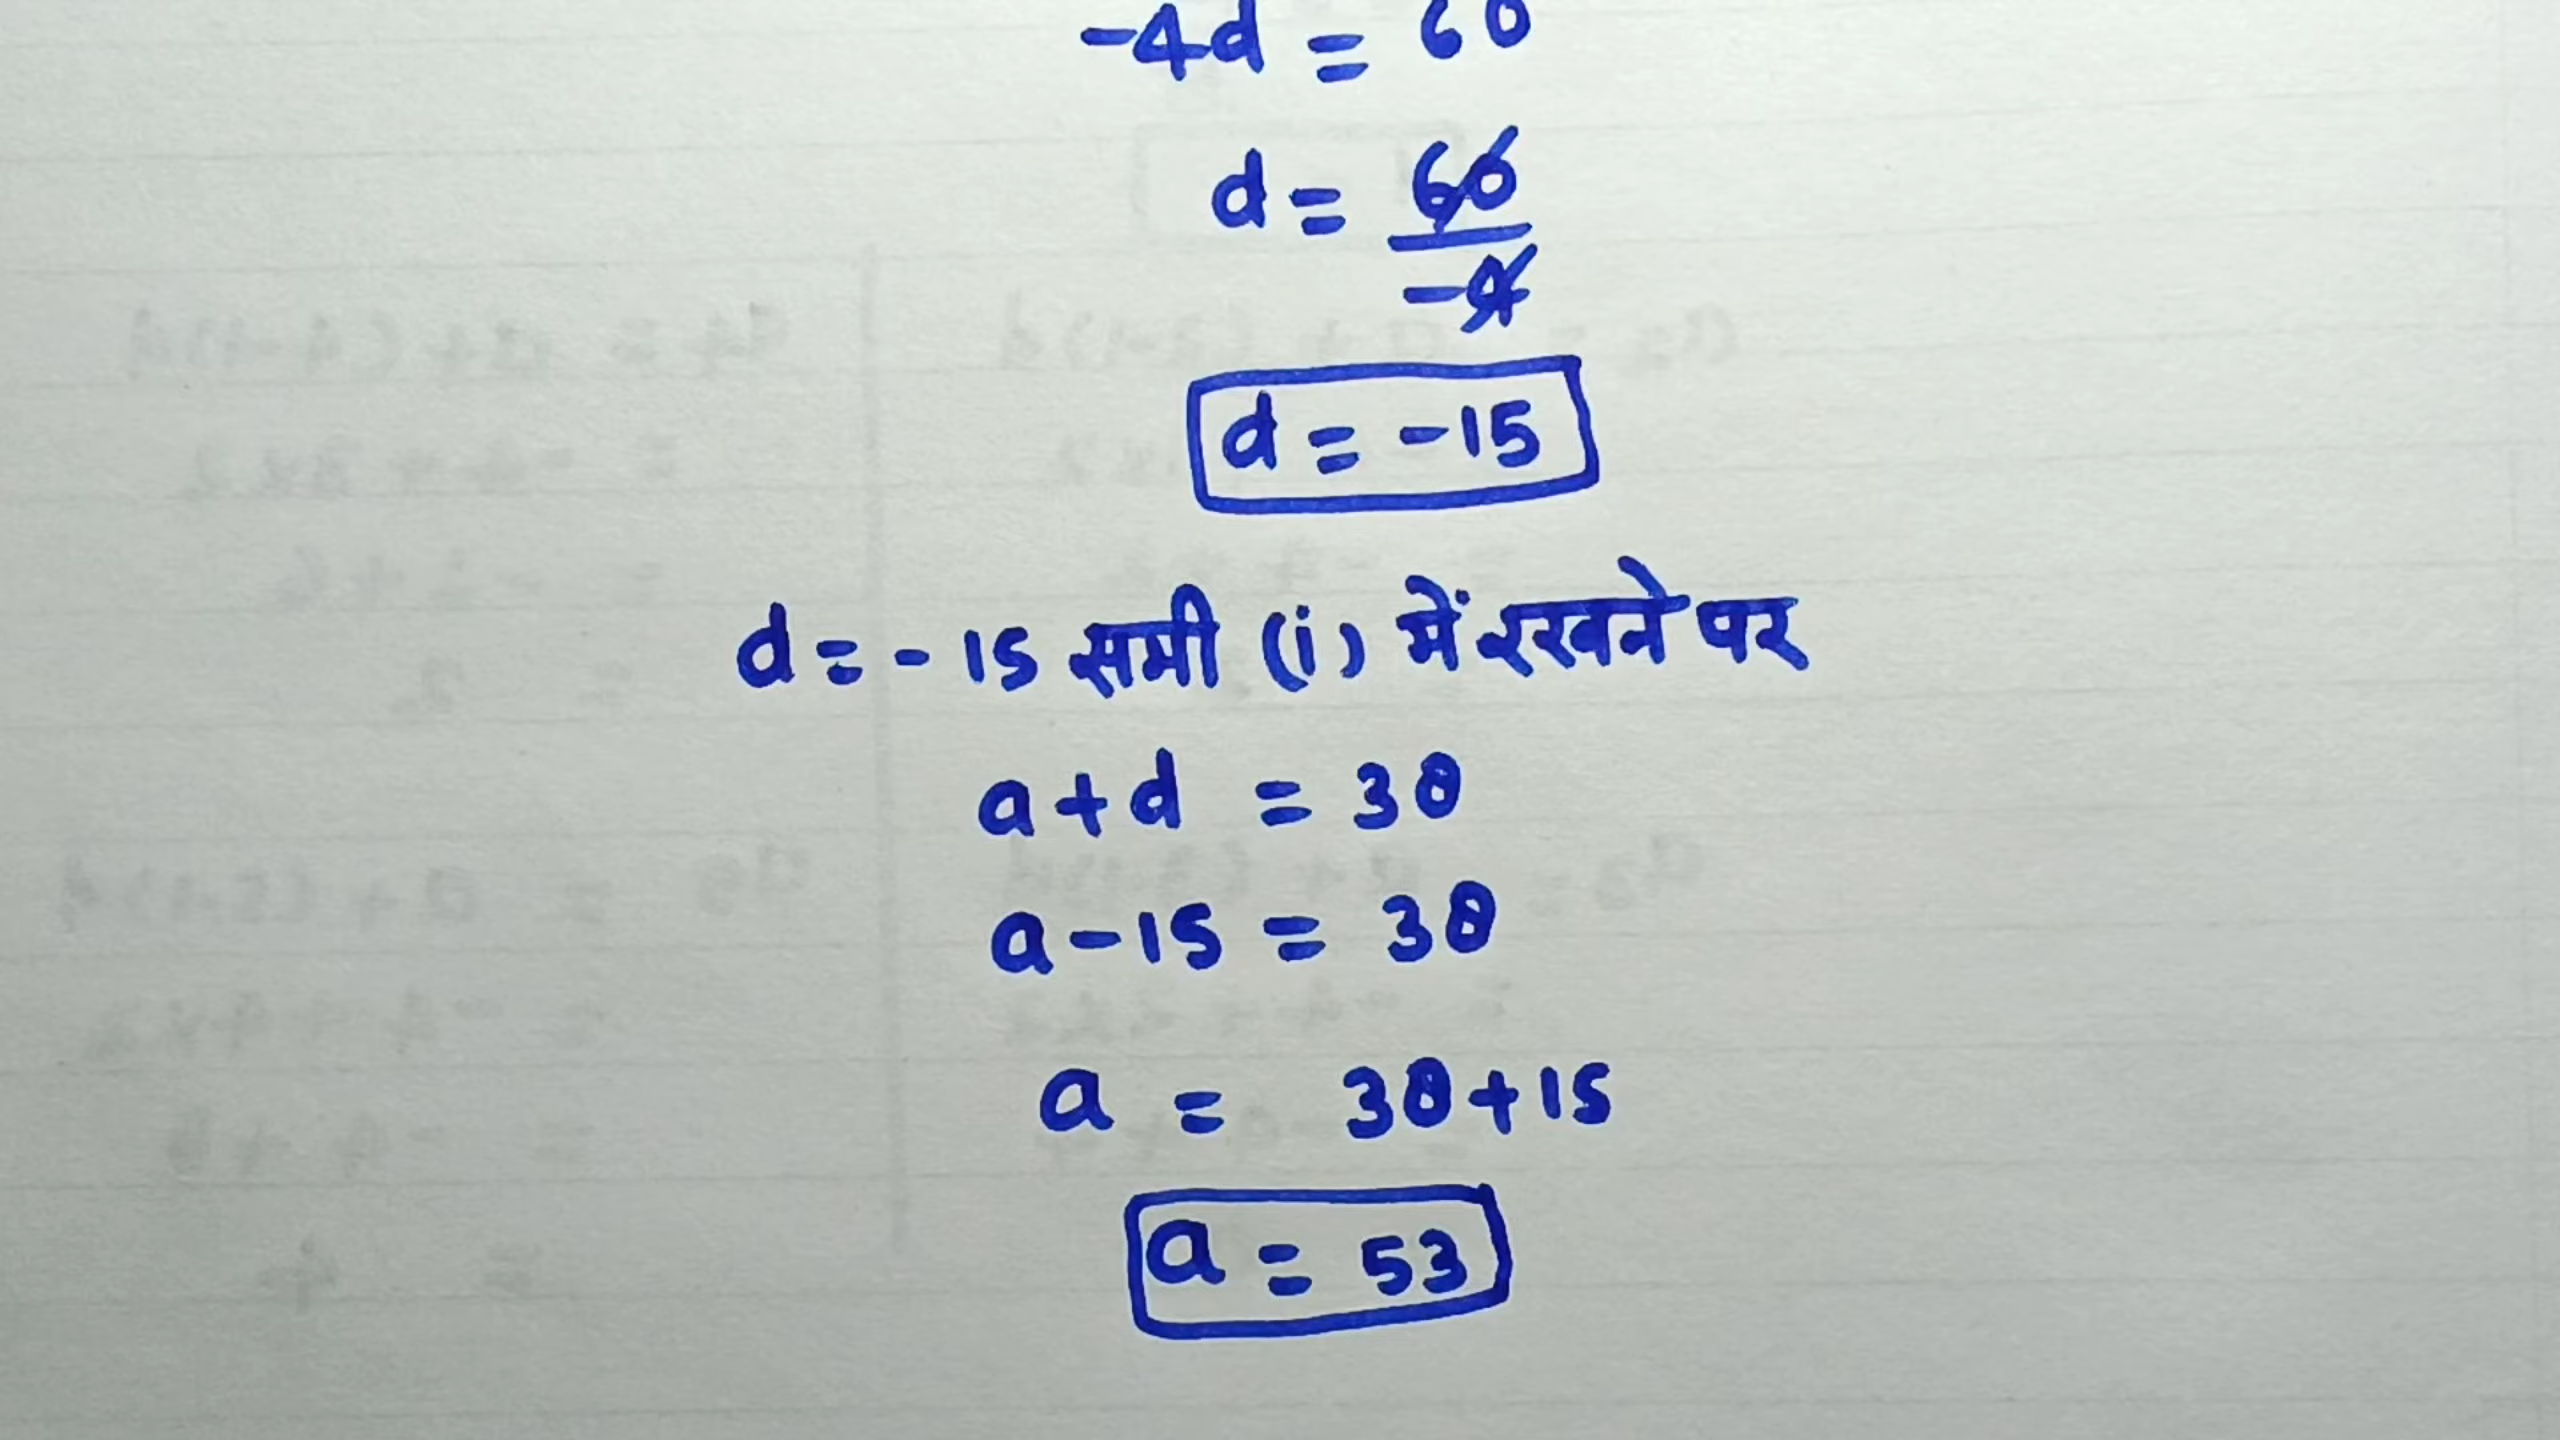 -4d = 60
d = 60/-4
d = -15
d = -15 समी (i) में रखने पर
a + d = 38
a - 15 = 38
a = 38 + 15
a = 53